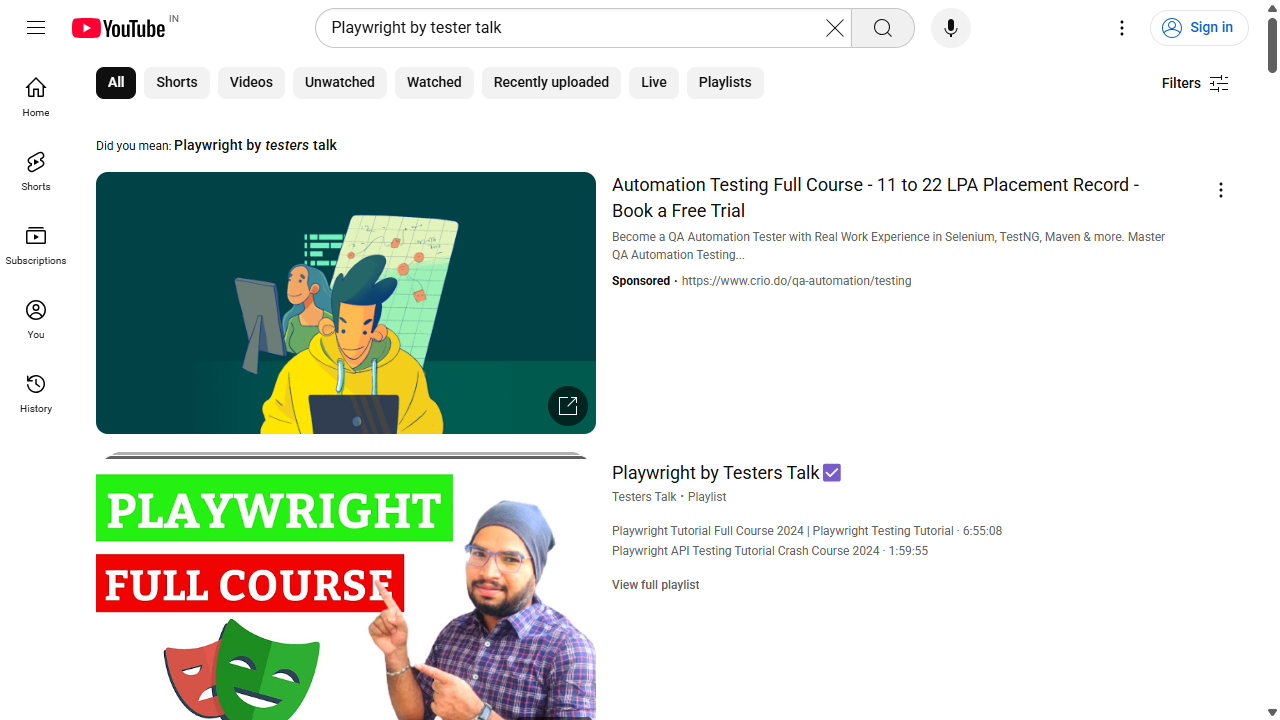 YouTube IN
Playwright by tester talk
Sign in
All
Shorts
Videos
Unwatched
Watched
Recently uploaded
Live
Playlists
Filters
Home
Shorts
Subscriptions
You
History
Did you mean: Playwright by testers talk
Automation Testing Full Course - 11 to 22 LPA Placement Record -
Book a Free Trial
Become a QA Automation Tester with Real Work Experience in Selenium, TestNG, Maven & more. Master
QA Automation Testing...
Sponsored · https://www.crio.do/qa-automation/testing
PLAYWRIGHT
FULL COURSE
Playwright by Testers Talk ☑
Testers Talk · Playlist
Playwright Tutorial Full Course 2024 | Playwright Testing Tutorial · 6:55:08
Playwright API Testing Tutorial Crash Course 2024 · 1:59:55
View full playlist